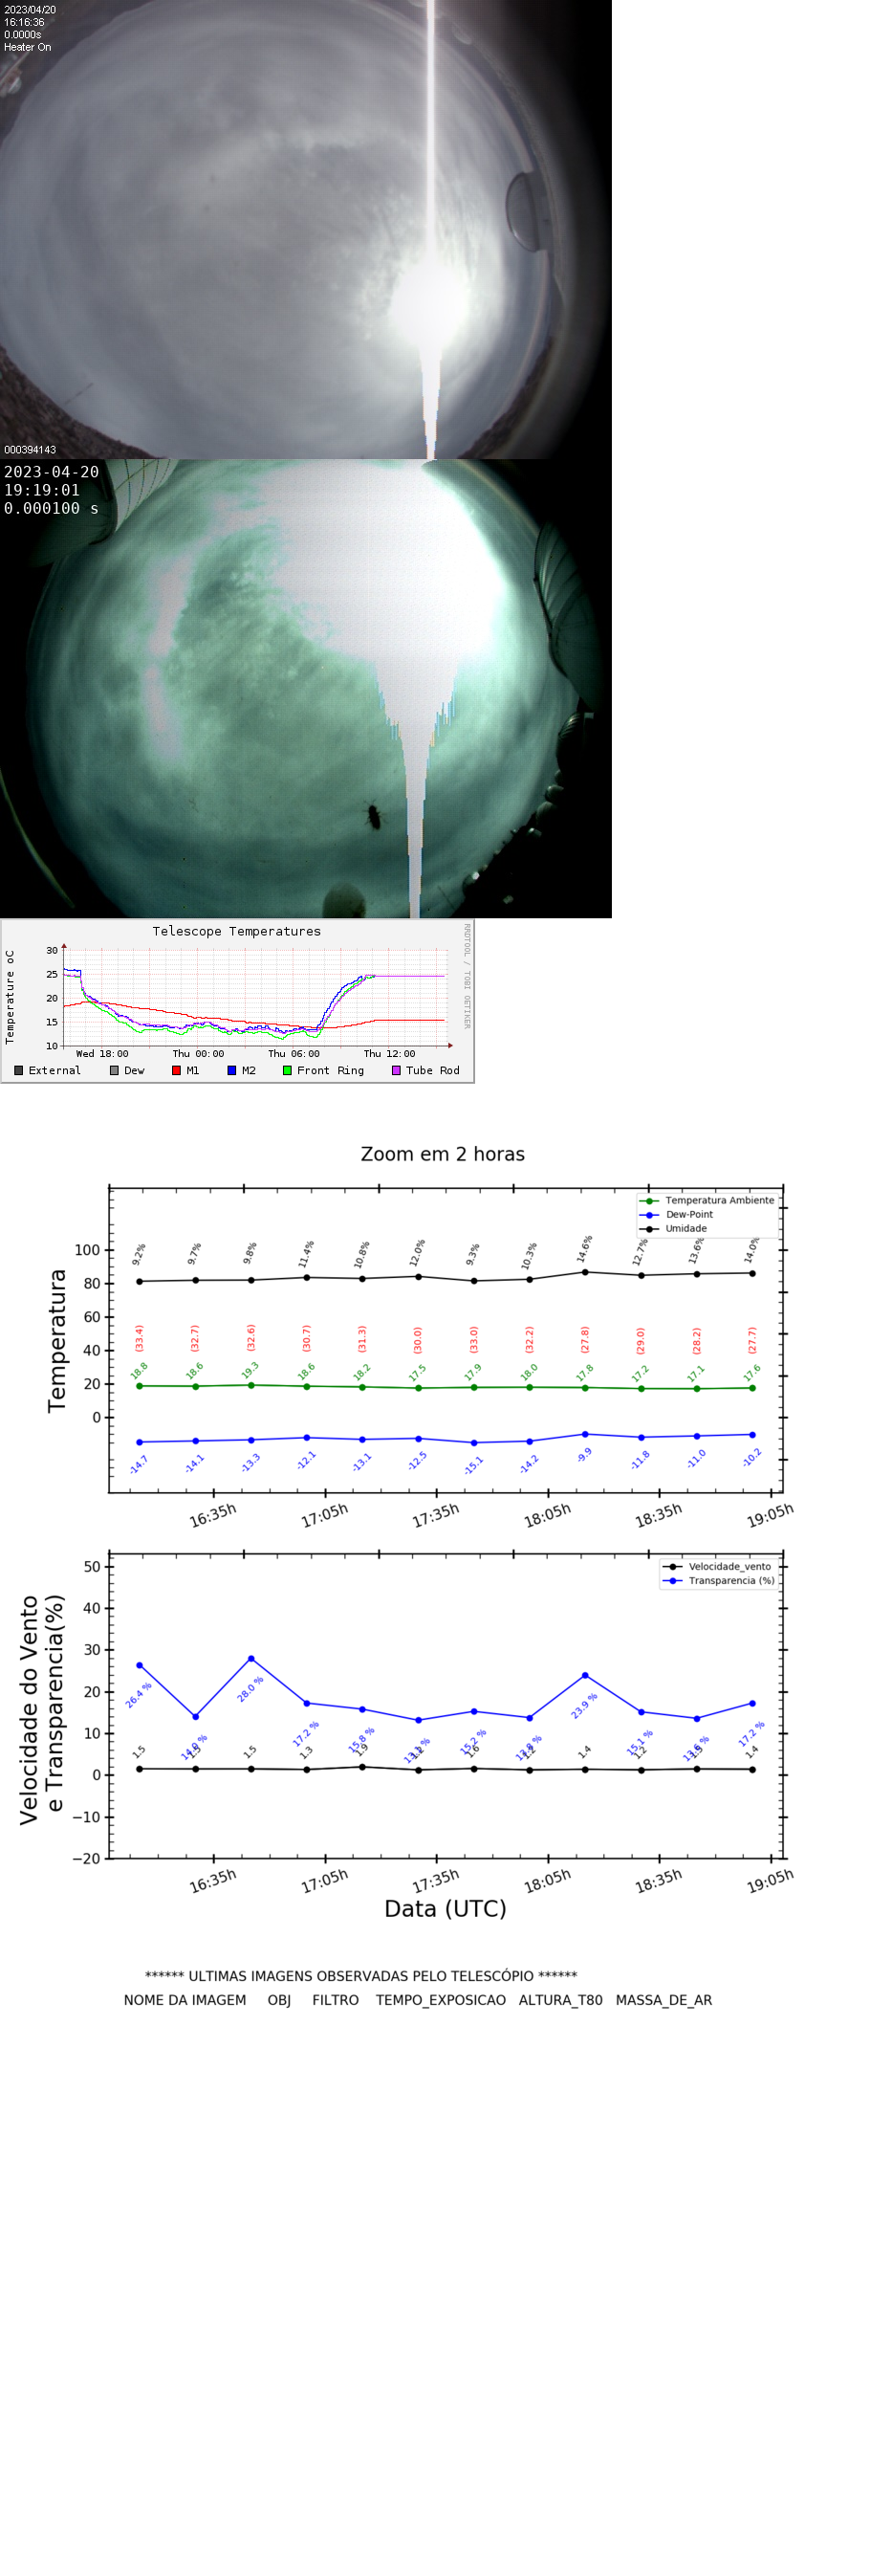 2023/04/20
16:16:36
0.0000s
Heater On
000394143
2023-04-20
19:19:01
0.000100 s
Telescope Temperatures
RRDTOOL / TOBI OETIKER
Temperature oC
30
25
20
15
10
Wed 18:00 Thu 00:00 Thu 06:00 Thu 12:00
External Dew M1 M2 Front Ring Tube Rod
Zoom em 2 horas
Temperatura Ambiente
Dew-Point
Umidade
Temperatura
100
80
60
40
20
0
9.2% 9.7% 9.8% 11.4% 10.8% 12.0% 9.3% 10.3% 14.6% 12.7% 13.6% 14.0%
(33.4) (32.7) (32.6) (30.7) (31.3) (30.0) (33.0) (32.2) (27.8) (29.0) (28.2) (27.7)
18.8 18.6 19.3 18.6 18.2 17.5 17.9 18.0 17.8 17.2 17.1 17.6
-14.7 -14.1 -13.3 -12.1 -13.1 -12.5 -15.1 -14.2 -9.9 -11.8 -11.0 -10.2
16:35h 17:05h 17:35h 18:05h 18:35h 19:05h
Velocidade_vento
Transparencia (%)
Velocidade do Vento
e Transparencia(%)
50
40
30
20
10
0
−10
−20
26.4 % 28.0 % 17.2 % 15.8 % 15.2 % 23.9 % 15.1 % 17.2 %
1.5 1.5 1.3 1.9 1.6 1.4 1.4
16:35h 17:05h 17:35h 18:05h 18:35h 19:05h
Data (UTC)
****** ULTIMAS IMAGENS OBSERVADAS PELO TELESCÓPIO ******
NOME DA IMAGEM OBJ FILTRO TEMPO_EXPOSICAO ALTURA_T80 MASSA_DE_AR